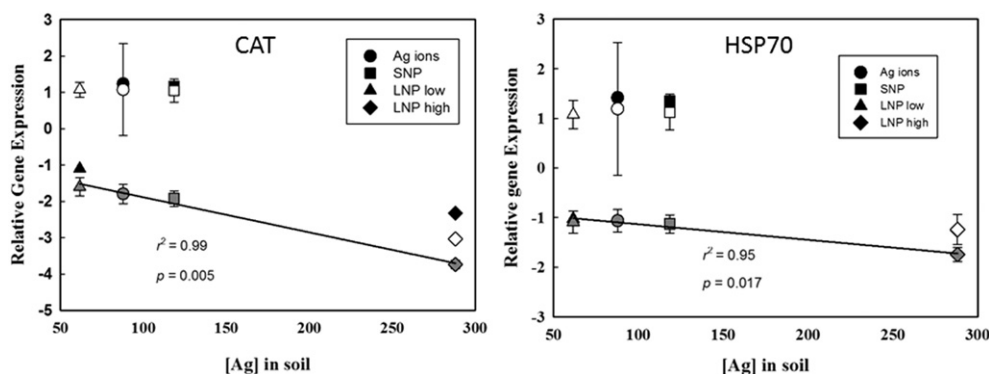 CAT
Relative Gene Expression
3
2
1
0
-1
-2
-3
-4
-5
Ag ions
SNP
LNP low
LNP high
r² = 0.99
p = 0.005
50 100 150 200 250 300
[Ag] in soil
HSP70
Relative gene Expression
3
2
1
0
-1
-2
-3
Ag ions
SNP
LNP low
LNP high
r² = 0.95
p = 0.017
50 100 150 200 250 300
[Ag] in soil